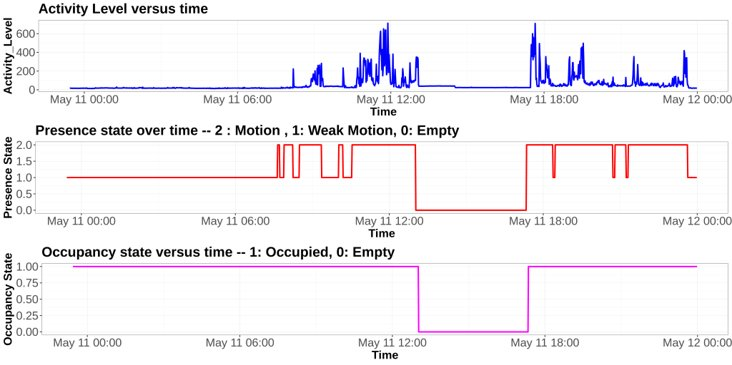 Activity Level versus time
Activity_Level
600
400
200
0
May 11 00:00 May 11 06:00 May 11 12:00 May 11 18:00 May 12 00:00
Time
Presence state over time -- 2 : Motion , 1: Weak Motion, 0: Empty
Presence State
2.0
1.5
1.0
0.5
0.0
May 11 00:00 May 11 06:00 May 11 12:00 May 11 18:00 May 12 00:00
Time
Occupancy state versus time -- 1: Occupied, 0: Empty
Occupancy State
1.00
0.75
0.50
0.25
0.00
May 11 00:00 May 11 06:00 May 11 12:00 May 11 18:00 May 12 00:00
Time